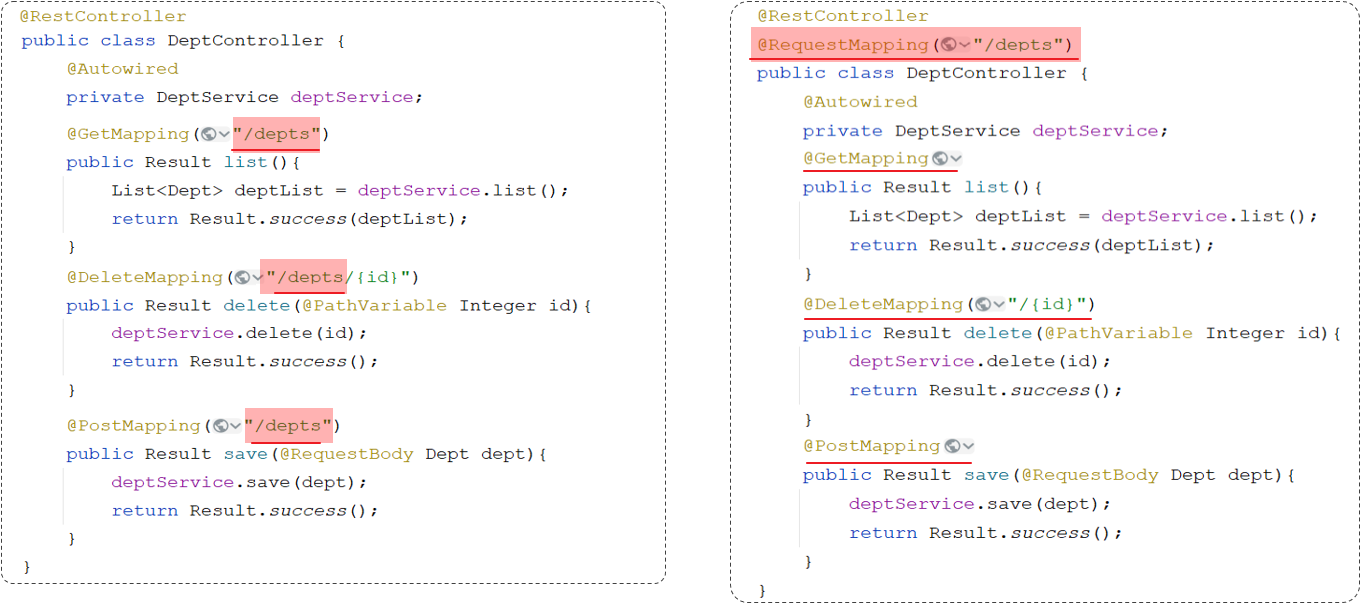 @RestController
public class DeptController {
@Autowired
private DeptService deptService;
@GetMapping("/depts")
public Result list(){
List<Dept> deptList = deptService.list();
return Result.success(deptList);
}
@DeleteMapping("/depts/{id}")
public Result delete(@PathVariable Integer id){
deptService.delete(id);
return Result.success();
}
@PostMapping("/depts")
public Result save(@RequestBody Dept dept){
deptService.save(dept);
return Result.success();
}
}
@RestController
@RequestMapping("/depts")
public class DeptController {
@Autowired
private DeptService deptService;
@GetMapping
public Result list(){
List<Dept> deptList = deptService.list();
return Result.success(deptList);
}
@DeleteMapping("/{id}")
public Result delete(@PathVariable Integer id){
deptService.delete(id);
return Result.success();
}
@PostMapping
public Result save(@RequestBody Dept dept){
deptService.save(dept);
return Result.success();
}
}